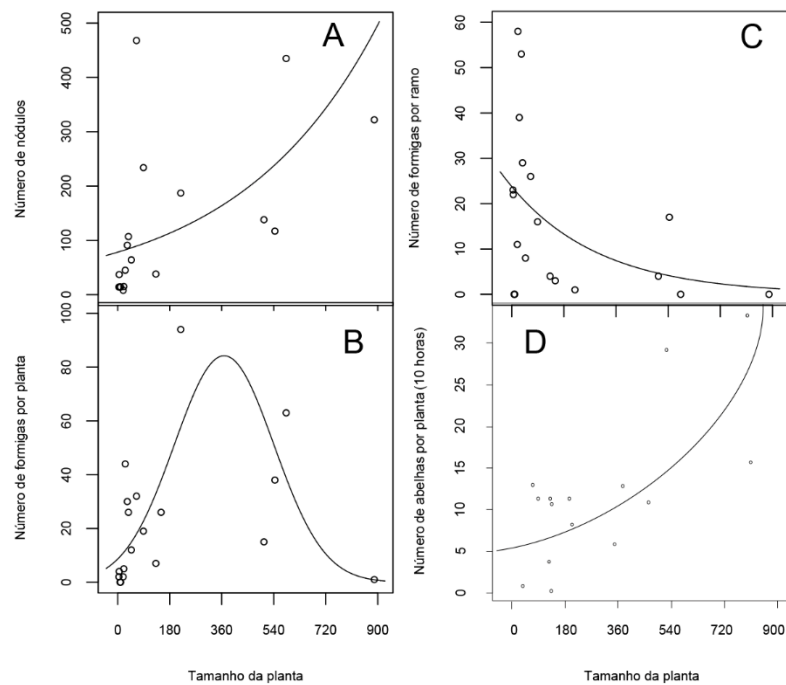 A
Número de nódulos
500
400
300
200
100
0
B
Número de formigas por planta
100
80
60
40
20
0
0 180 360 540 720 900
Tamanho da planta
C
Número de formigas por ramo
60
50
40
30
20
10
0
D
Número de abelhas por planta (10 horas)
30
25
20
15
10
5
0
0 180 360 540 720 900
Tamanho da planta